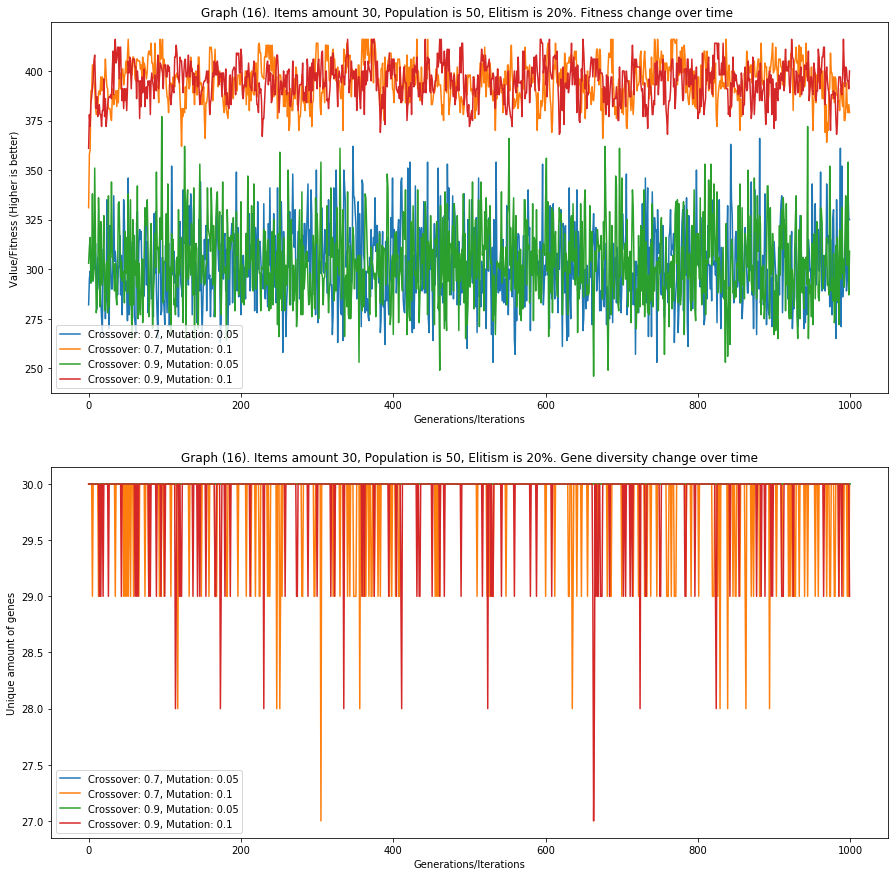 Graph (16). Items amount 30, Population is 50, Elitism is 20%. Fitness change over time
Value/Fitness (Higher is better)
400
375
350
325
300
275
250
Crossover: 0.7, Mutation: 0.05
Crossover: 0.7, Mutation: 0.1
Crossover: 0.9, Mutation: 0.05
Crossover: 0.9, Mutation: 0.1
0 200 400 600 800 1000
Generations/Iterations
Graph (16). Items amount 30, Population is 50, Elitism is 20%. Gene diversity change over time
Unique amount of genes
30.0
29.5
29.0
28.5
28.0
27.5
27.0
Crossover: 0.7, Mutation: 0.05
Crossover: 0.7, Mutation: 0.1
Crossover: 0.9, Mutation: 0.05
Crossover: 0.9, Mutation: 0.1
0 200 400 600 800 1000
Generations/Iterations